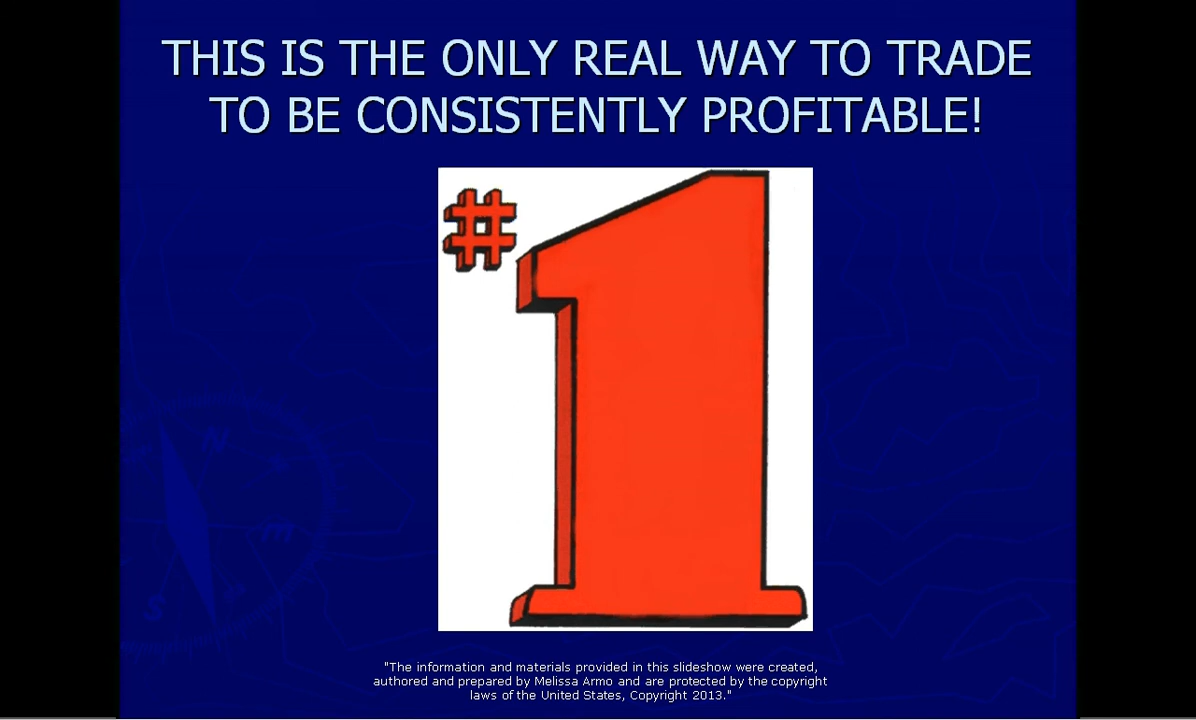 THIS IS THE ONLY REAL WAY TO TRADE
TO BE CONSISTENTLY PROFITABLE!
#1
"The information and materials provided in this slideshow were created,
authored and prepared by Melissa Armo and are protected by the copyright
laws of the United States, Copyright 2013."
N
S